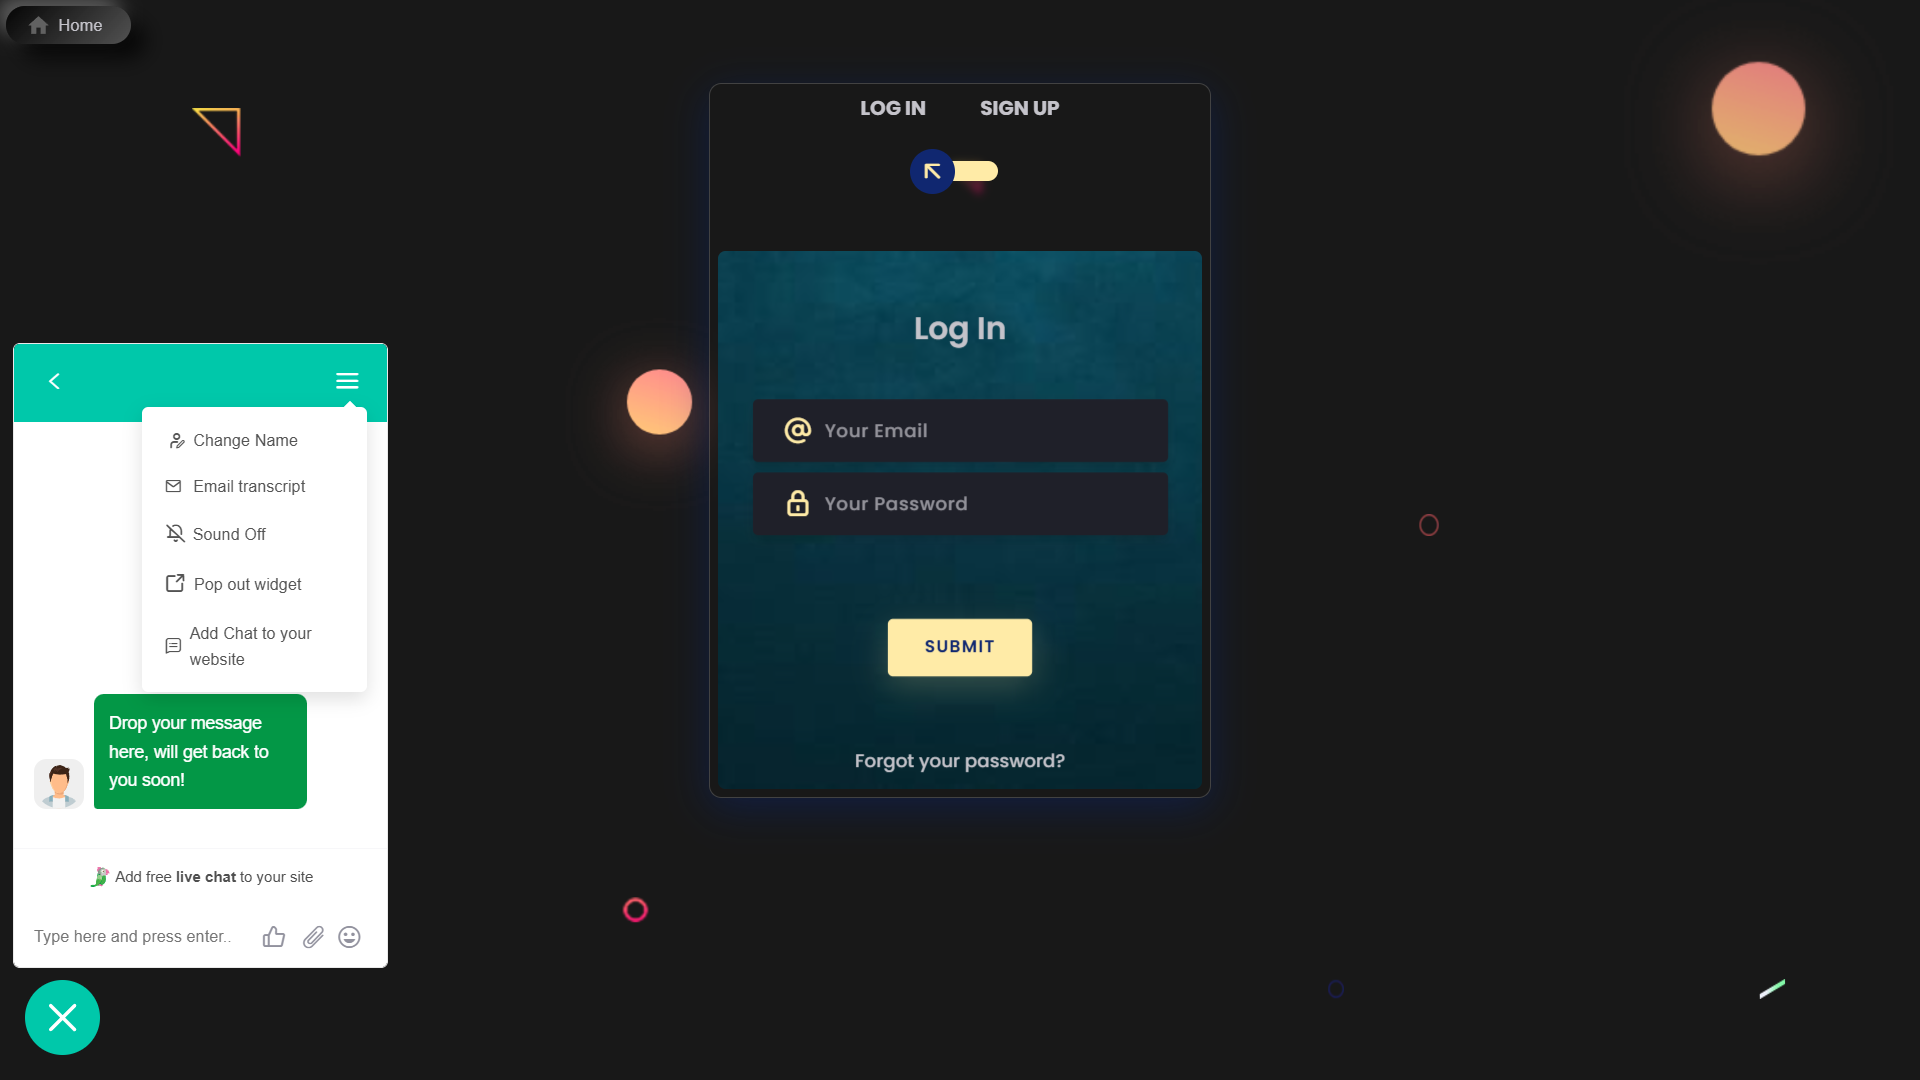 Home
LOG IN
SIGN UP
Log In
Your Email
Your Password
SUBMIT
Forgot your password?
Change Name
Email transcript
Sound Off
Pop out widget
Add Chat to your
website
Drop your message
here, will get back to
you soon!
Add free live chat to your site
Type here and press enter..